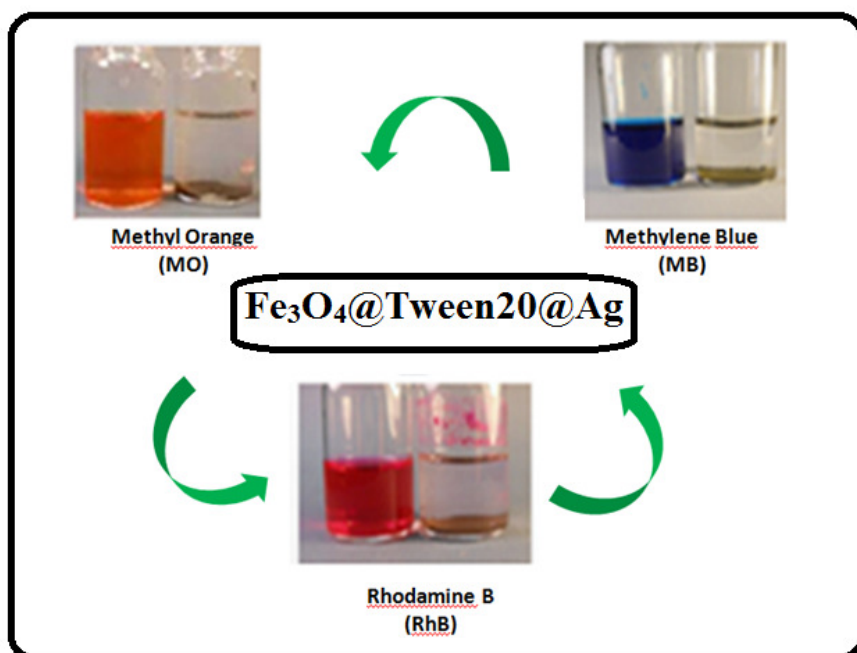 Methyl Orange
(MO)
Methylene Blue
(MB)
Fe₃O₄@Tween20@Ag
Rhodamine B
(RhB)